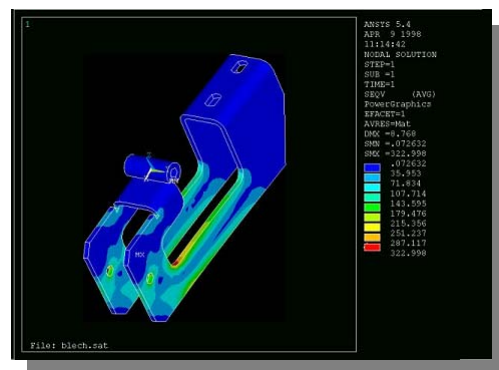 1
ANSYS 5.4
APR 9 1998
11:14:42
NODAL SOLUTION
STEP=1
SUB =1
TIME=1
SEQV (AVG)
PowerGraphics
EFACET=1
AVRES=Mat
DMX =8.768
SMN =.072632
SMX =322.998
.072632
35.953
71.834
107.714
143.595
179.476
215.356
251.237
287.117
322.998
MX
File: blech.sat